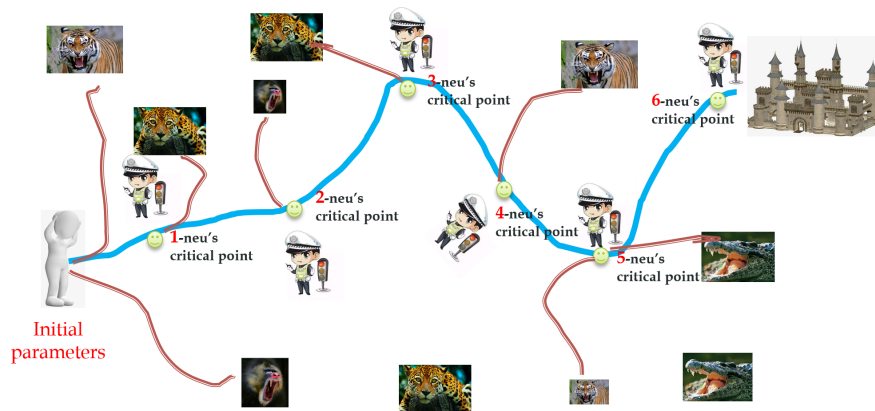 3-neu's
critical point
6-neu's
critical point
2-neu's
critical point
4-neu's
critical point
1-neu's
critical point
5-neu's
critical point
Initial
parameters